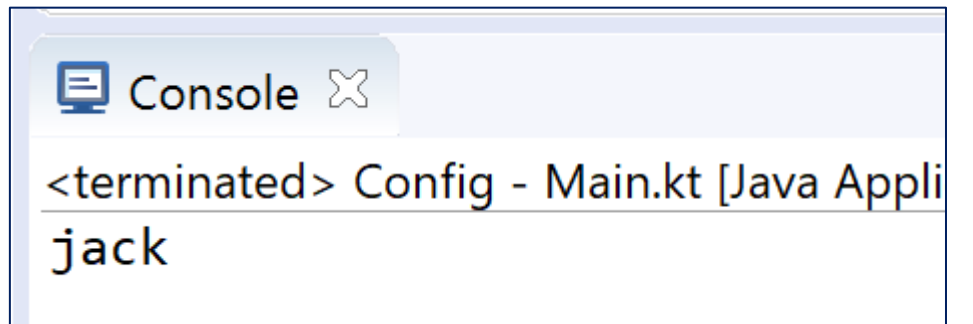 Console
<terminated> Config - Main.kt [Java Appli
jack